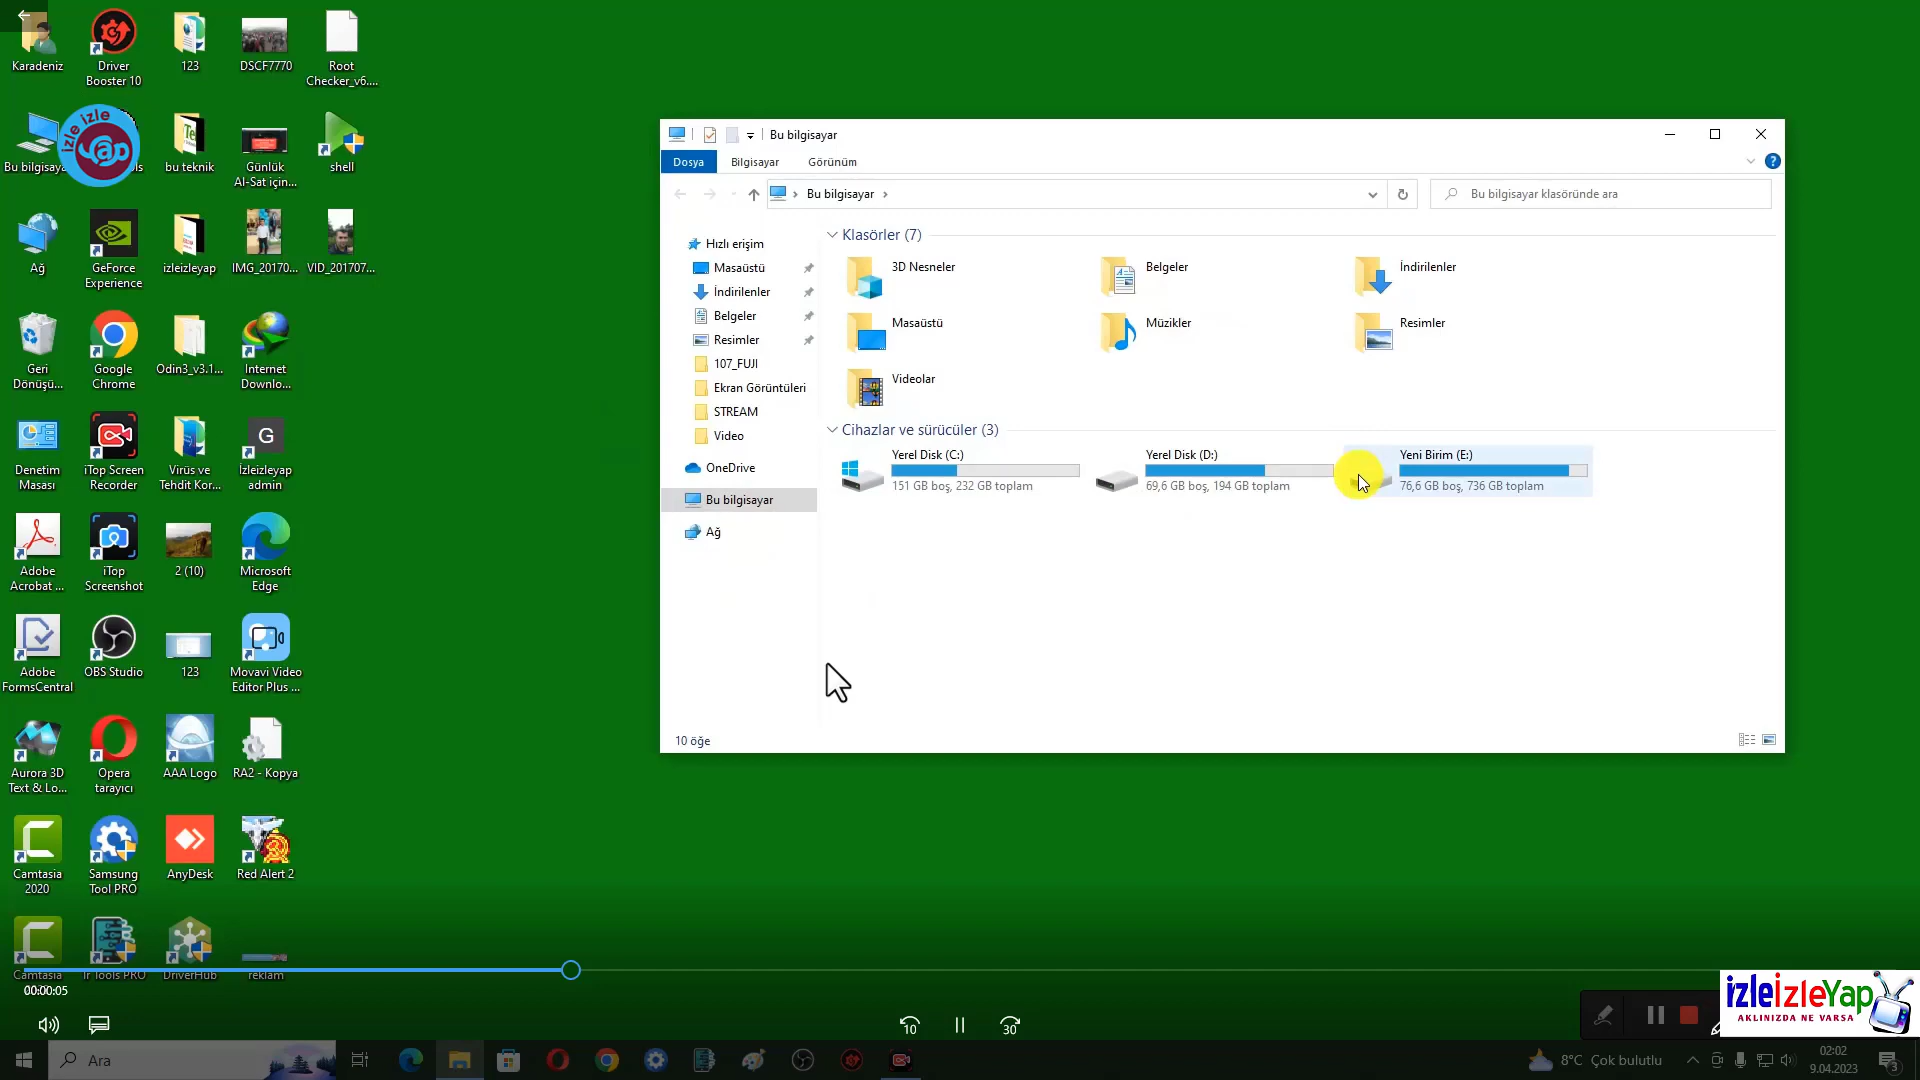 Karadeniz
Driver
Booster 10
123
DSCF7770
Root
Checker_v6....
Bu bilgisaya
izle izle
yap
bu teknik
Günlük
Al-Sat için...
shell
Ağ
GeForce
Experience
izleizleyap
IMG_20170...
VID_201707...
Geri
Dönüşü...
Google
Chrome
Odin3_v3.1...
Internet
Downlo...
Denetim
Masası
iTop Screen
Recorder
Virüs ve
Tehdit Kor...
İzleizleyap
admin
Adobe
Acrobat ...
iTop
Screenshot
2 (10)
Microsoft
Edge
Adobe
FormsCentral
OBS Studio
123
Movavi Video
Editor Plus ...
Aurora 3D
Text & Lo...
Opera
tarayıcı
AAA Logo
RA2 - Kopya
Camtasia
2020
Samsung
Tool PRO
AnyDesk
Red Alert 2
Camtasia
Tr Tools PRO
DriverHub
reklam
Bu bilgisayar
Dosya
Bilgisayar
Görünüm
Bu bilgisayar
Bu bilgisayar klasöründe ara
Hızlı erişim
Masaüstü
İndirilenler
Belgeler
Resimler
107_FUJI
Ekran Görüntüleri
STREAM
Video
OneDrive
Bu bilgisayar
Ağ
Klasörler (7)
3D Nesneler
Belgeler
İndirilenler
Masaüstü
Müzikler
Resimler
Videolar
Cihazlar ve sürücüler (3)
Yerel Disk (C:)
151 GB boş, 232 GB toplam
Yerel Disk (D:)
69,6 GB boş, 194 GB toplam
Yeni Birim (E:)
76,6 GB boş, 736 GB toplam
10 öğe
00:00:05
10
30
izleizleYap
AKLINIZDA NE VARSA
Ara
8°C Çok bulutlu
02:02
9.04.2023
3